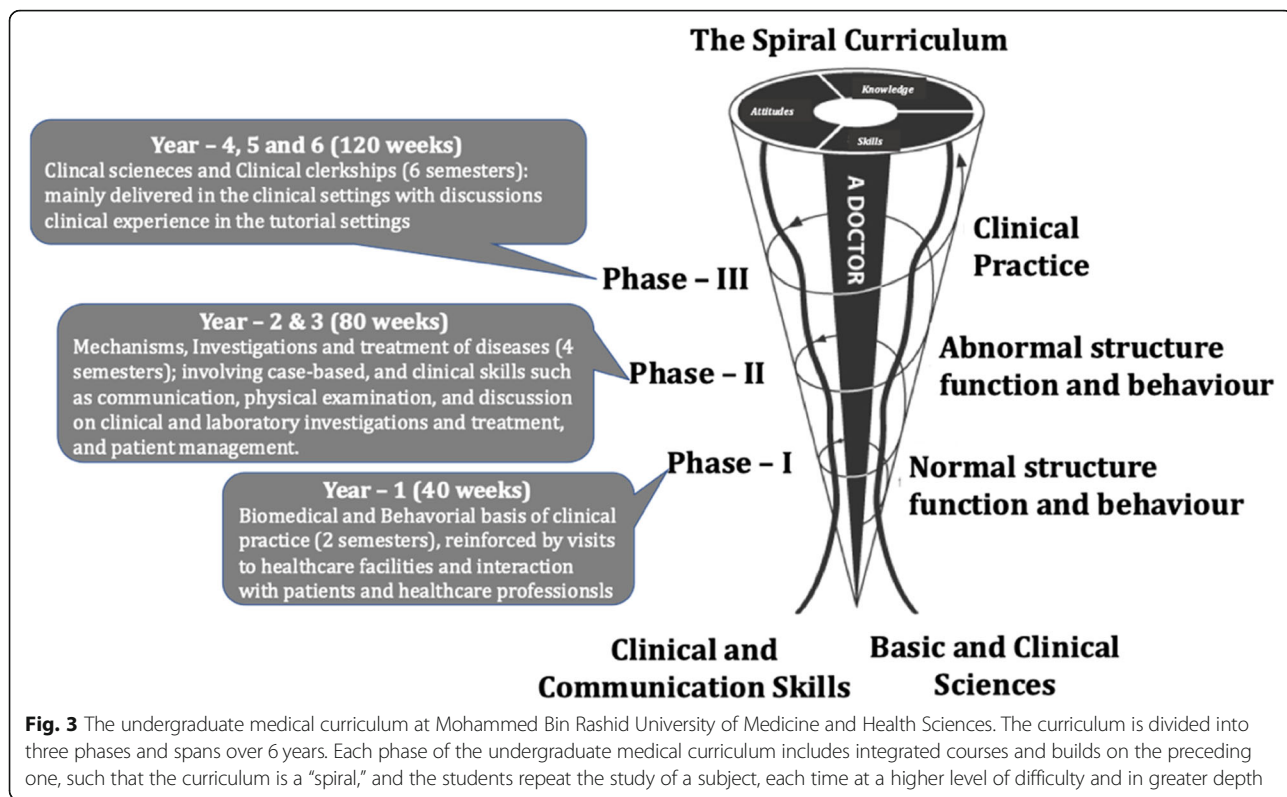 The Spiral Curriculum
Knowledge
Attitudes
Skills
A DOCTOR
Year – 4, 5 and 6 (120 weeks)
Clincal scieneces and Clinical clerkships (6 semesters):
mainly delivered in the clinical settings with discussions
clinical experience in the tutorial settings
Phase – III
Clinical
Practice
Year – 2 & 3 (80 weeks)
Mechanisms, Investigations and treatment of diseases (4
semesters); involving case-based, and clinical skills such
as communication, physical examination, and discussion
on clinical and laboratory investigations and treatment,
and patient management.
Phase – II
Abnormal structure
function and behaviour
Phase – I
Normal structure
function and behaviour
Year – 1 (40 weeks)
Biomedical and Behavorial basis of clinical
practice (2 semesters), reinforced by visits
to healthcare facilities and interaction
with patients and healthcare professionsls
Clinical and
Communication Skills
Basic and Clinical
Sciences
Fig. 3 The undergraduate medical curriculum at Mohammed Bin Rashid University of Medicine and Health Sciences. The curriculum is divided into
three phases and spans over 6 years. Each phase of the undergraduate medical curriculum includes integrated courses and builds on the preceding
one, such that the curriculum is a “spiral,” and the students repeat the study of a subject, each time at a higher level of difficulty and in greater depth